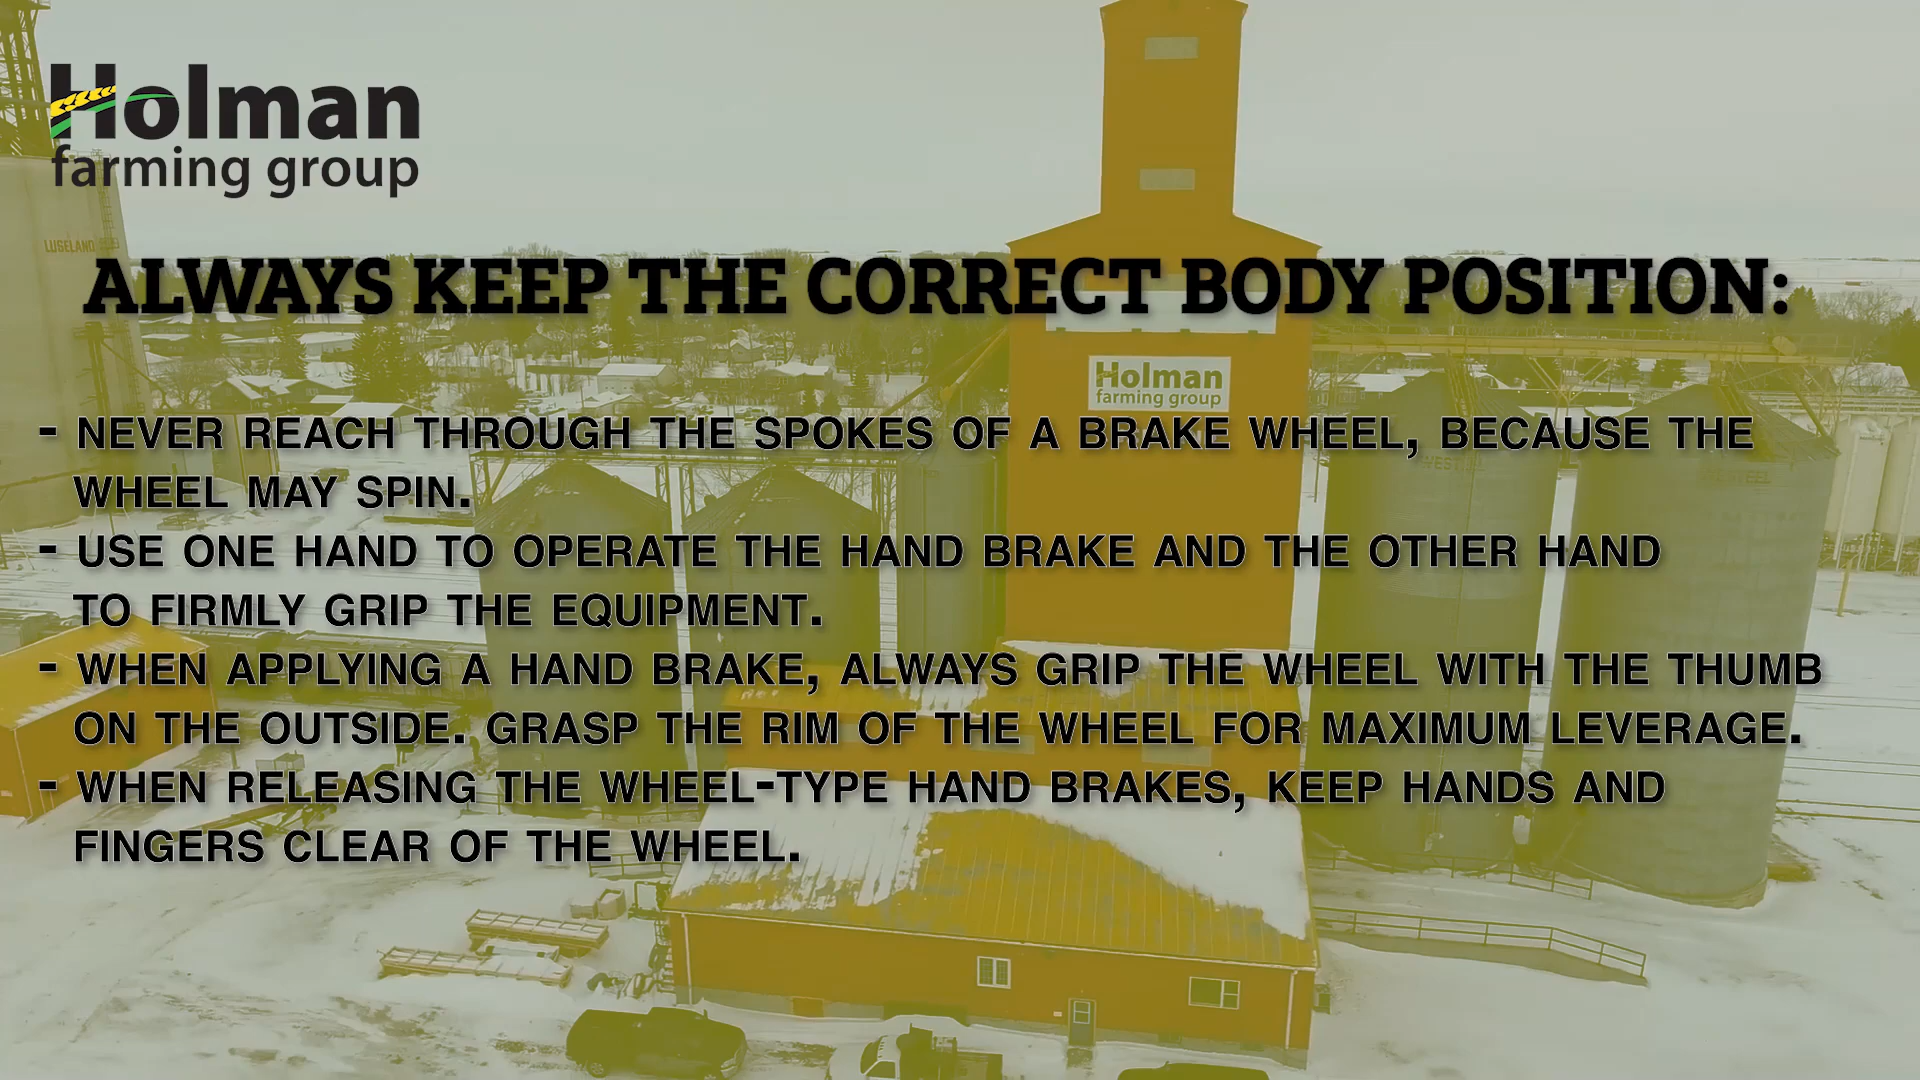 Holman
farming group
LUSELAND
ALWAYS KEEP THE CORRECT BODY POSITION:
Holman
farming group
- NEVER REACH THROUGH THE SPOKES OF A BRAKE WHEEL, BECAUSE THE
WHEEL MAY SPIN.
- USE ONE HAND TO OPERATE THE HAND BRAKE AND THE OTHER HAND
TO FIRMLY GRIP THE EQUIPMENT.
- WHEN APPLYING A HAND BRAKE, ALWAYS GRIP THE WHEEL WITH THE THUMB
ON THE OUTSIDE. GRASP THE RIM OF THE WHEEL FOR MAXIMUM LEVERAGE.
- WHEN RELEASING THE WHEEL-TYPE HAND BRAKES, KEEP HANDS AND
FINGERS CLEAR OF THE WHEEL.